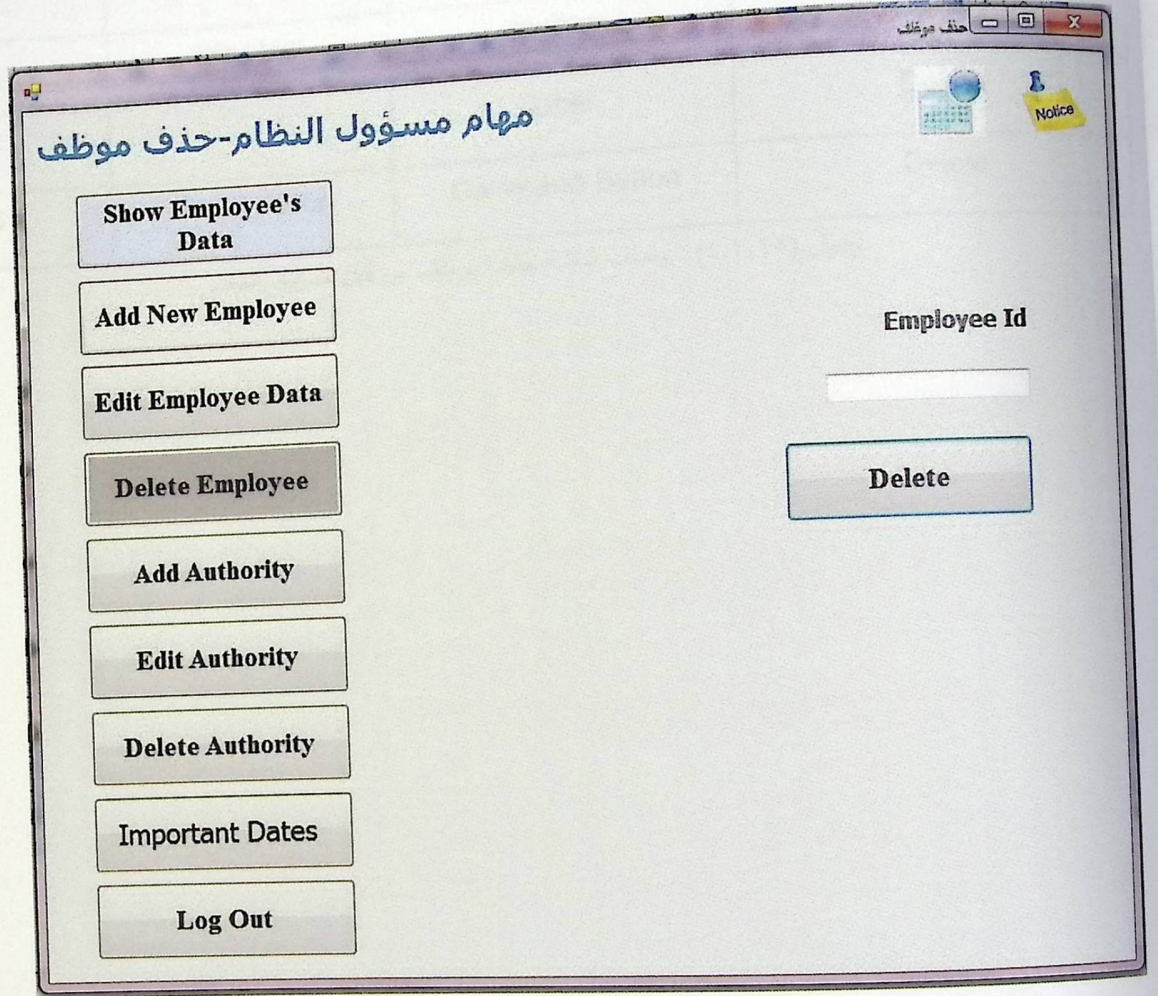 حذف موظف
Notice
مهام مسؤول النظام-حذف موظف
Show Employee's
Data
Add New Employee
Edit Employee Data
Delete Employee
Add Authority
Edit Authority
Delete Authority
Important Dates
Log Out
Employee Id
Delete